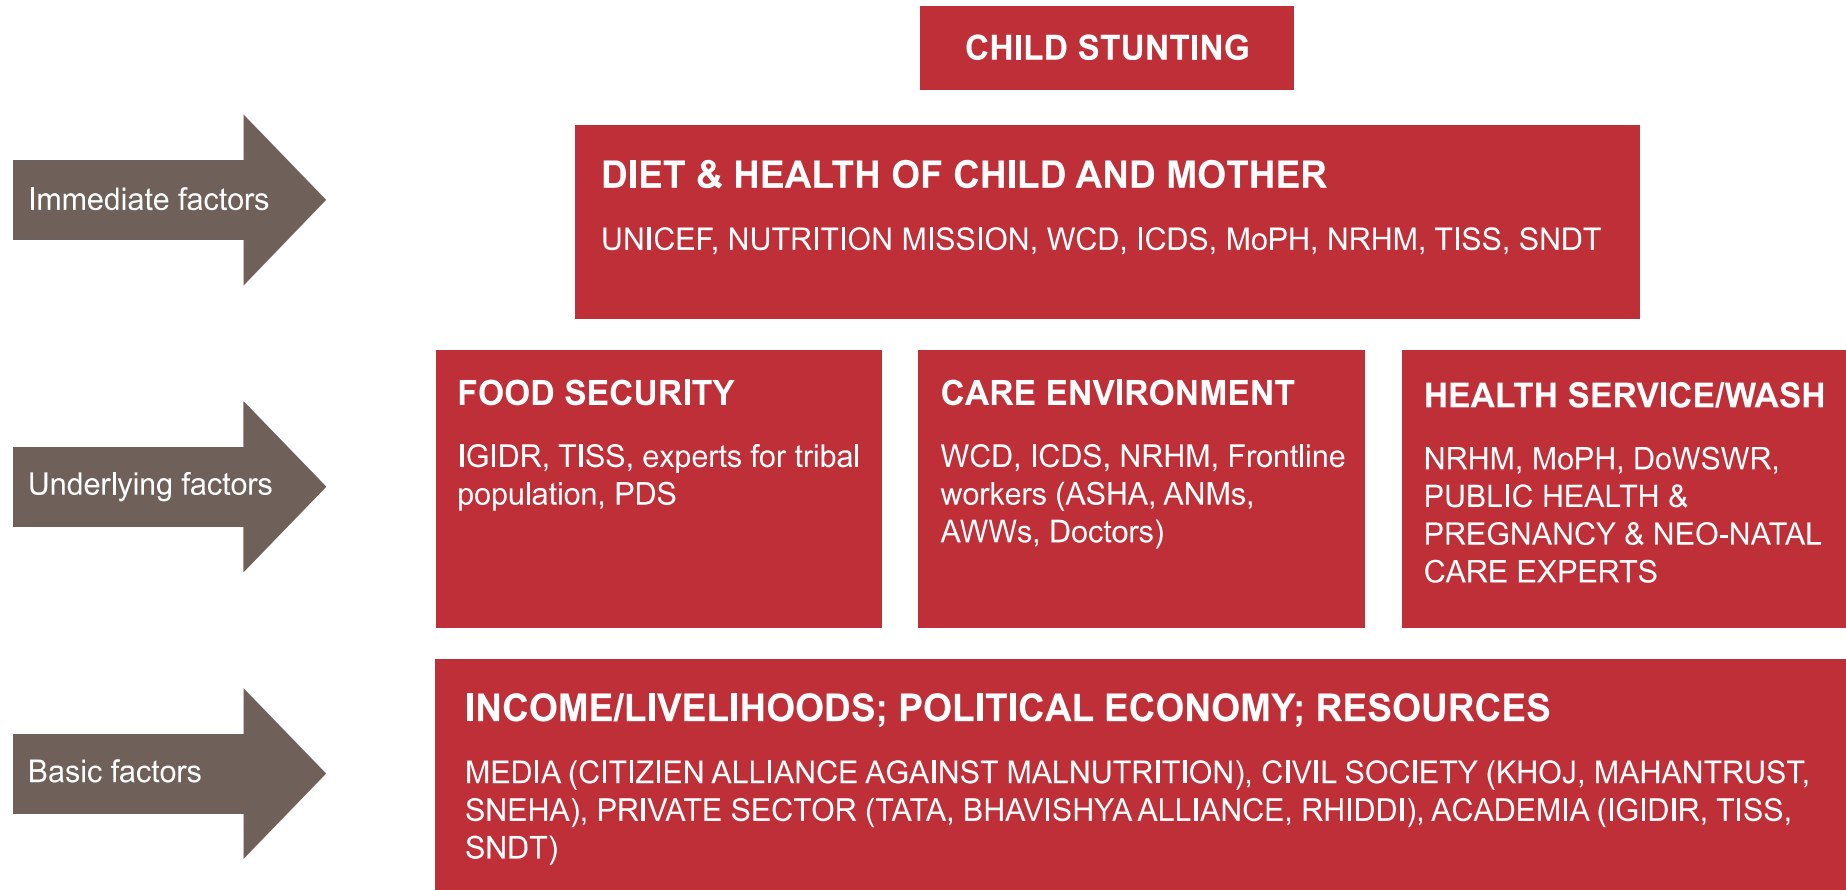 CHILD STUNTING
Immediate factors
DIET & HEALTH OF CHILD AND MOTHER
UNICEF, NUTRITION MISSION, WCD, ICDS, MoPH, NRHM, TISS, SNDT
Underlying factors
FOOD SECURITY
IGIDR, TISS, experts for tribal
population, PDS
CARE ENVIRONMENT
WCD, ICDS, NRHM, Frontline
workers (ASHA, ANMs,
AWWs, Doctors)
HEALTH SERVICE/WASH
NRHM, MoPH, DoWSWR,
PUBLIC HEALTH &
PREGNANCY & NEO-NATAL
CARE EXPERTS
Basic factors
INCOME/LIVELIHOODS; POLITICAL ECONOMY; RESOURCES
MEDIA (CITIZIEN ALLIANCE AGAINST MALNUTRITION), CIVIL SOCIETY (KHOJ, MAHANTRUST,
SNEHA), PRIVATE SECTOR (TATA, BHAVISHYA ALLIANCE, RHIDDI), ACADEMIA (IGIDIR, TISS,
SNDT)